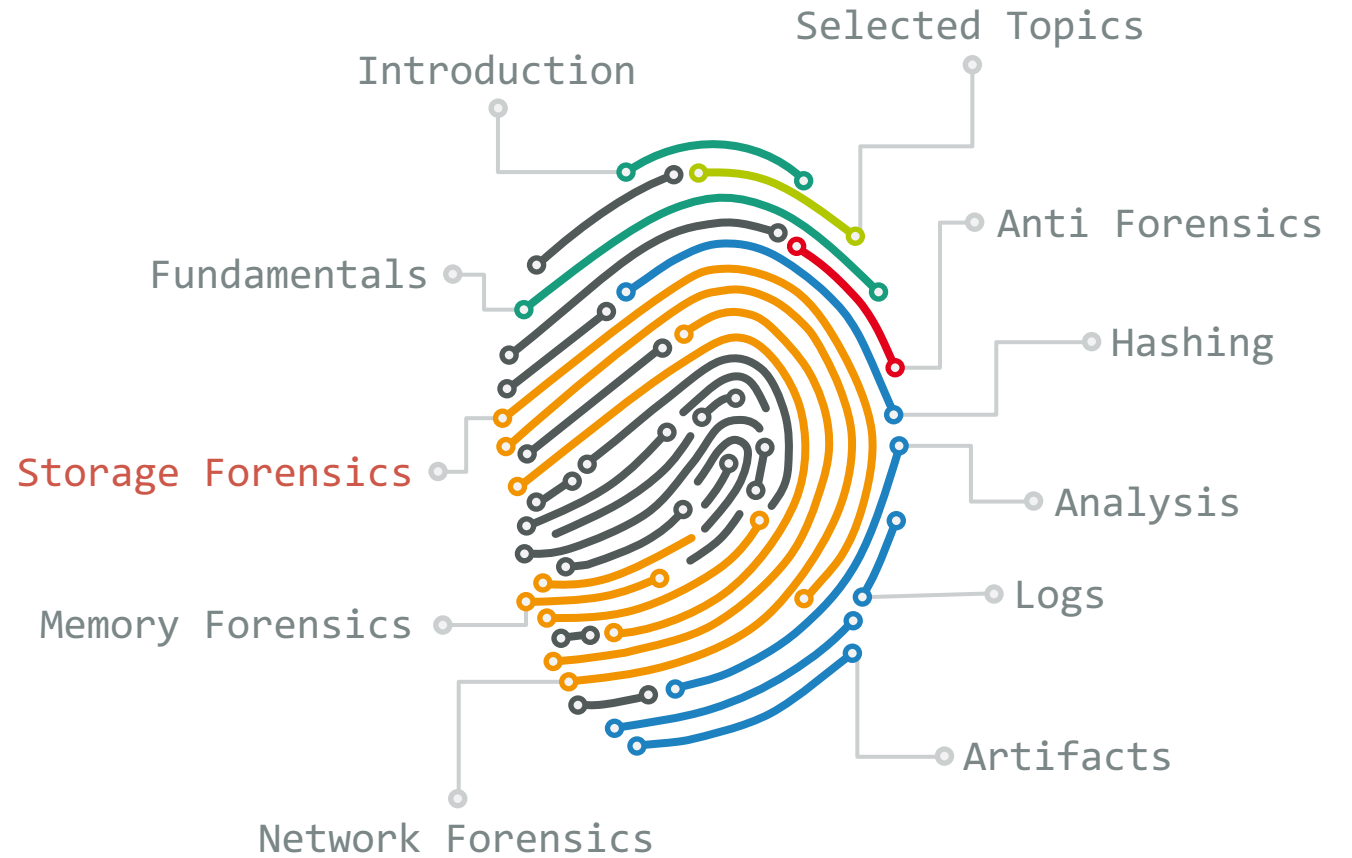 Selected Topics
Introduction
Anti Forensics
Fundamentals
Hashing
Storage Forensics
Analysis
Logs
Memory Forensics
Artifacts
Network Forensics